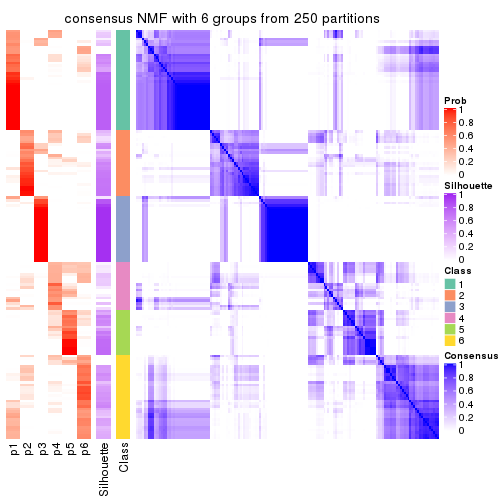 consensus NMF with 6 groups from 250 partitions
Prob
1
0.8
0.6
0.4
0.2
0
Silhouette
1
0.8
0.6
0.4
0.2
0
Class
1
2
3
4
5
6
Consensus
1
0.8
0.6
0.4
0.2
0
p1
p2
p3
p4
p5
p6
Silhouette
Class